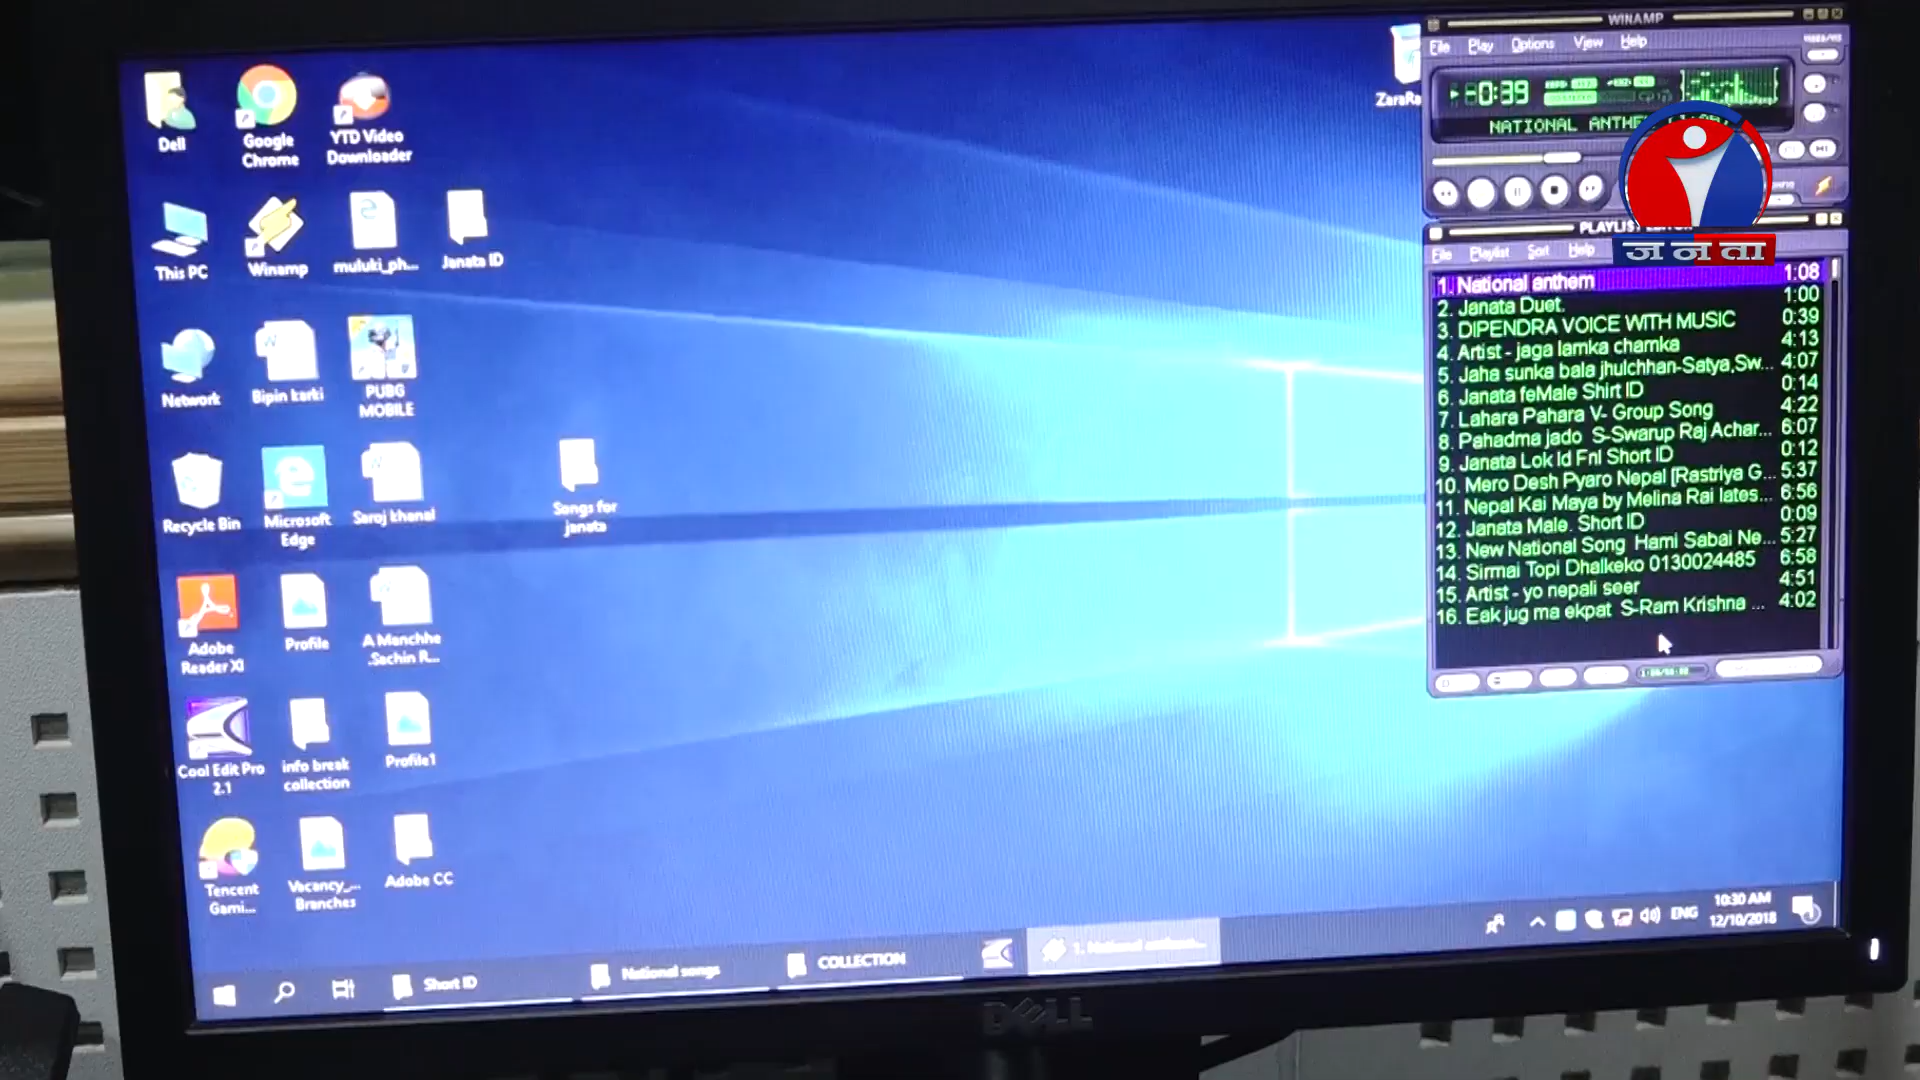 Dell
Google
Chrome
YTD Video
Downloader
This PC
Winamp
muluki_ph...
Janata ID
Network
Bipin karki
PUBG
MOBILE
Recycle Bin
Microsoft
Edge
Saroj khanal
Songs for
janata
Adobe
Reader XI
Profile
A Manchhe
.Sachin R...
Cool Edit Pro
2.1
info break
collection
Profile1
Tencent
Gami...
Vacancy_...
Branches
Adobe CC
ZaraRa
WINAMP
File Play Options View Help
-0:39
NATIONAL ANTHE
PLAYLIST
जनता
File Playlist Sort Help
1. National anthem 1:08
2. Janata Duet. 1:00
3. DIPENDRA VOICE WITH MUSIC 0:39
4. Artist - jaga lamka chamka 4:13
5. Jaha sunka bala jhulchhan-Satya,Sw... 4:07
6. Janata feMale Shirt ID 0:14
7. Lahara Pahara V- Group Song 4:22
8. Pahadma jado S-Swarup Raj Achar... 6:07
9. Janata Lok Id Fnl Short ID 0:12
10. Mero Desh Pyaro Nepal [Rastriya G... 5:37
11. Nepal Kai Maya by Melina Rai lates... 6:56
12. Janata Male. Short ID 0:09
13. New National Song Hami Sabai Ne... 5:27
14. Sirmai Topi Dhalkeko 0130024485 6:58
15. Artist - yo nepali seer 4:51
16. Eak jug ma ekpat S-Ram Krishna ... 4:02
Short ID
National songs
COLLECTION
1. National anthem...
ENG
10:30 AM
12/10/2018
DELL